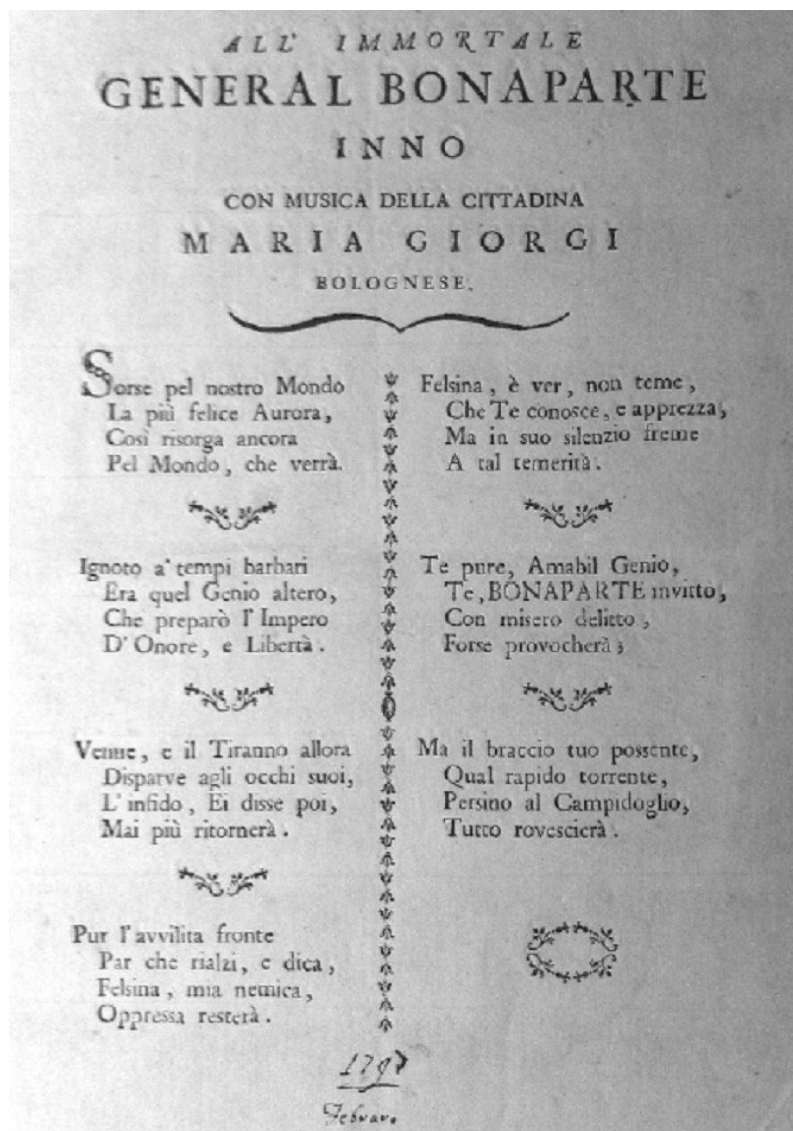 ALL' IMMORTALE
GENERAL BONAPARTE
INNO
CON MUSICA DELLA CITTADINA
MARIA GIORGI
BOLOGNESE.
Sorse pel nostro Mondo
La più felice Aurora,
Così risorga ancora
Pel Mondo, che verrà.
Ignoto a' tempi barbari
Era quel Genio altero,
Che preparò l'Impero
D'Onore, e Libertà.
Venne, e il Tiranno allora
Disparve agli occhi suoi,
L'infido, Ei disse poi,
Mai più ritornerà.
Pur l'avvilita fronte
Par che rialzi, e dica,
Felsina, mia nemica,
Oppressa resterà.
Felsina, è ver, non teme,
Che Te conosce, e apprezza,
Ma in suo silenzio freme
A tal temerità.
Te pure, Amabil Genio,
Te, BONAPARTE invitto,
Con misero delitto,
Forse provocherà;
Ma il braccio tuo possente,
Qual rapido torrente,
Persino al Campidoglio,
Tutto rovescierà.
1797